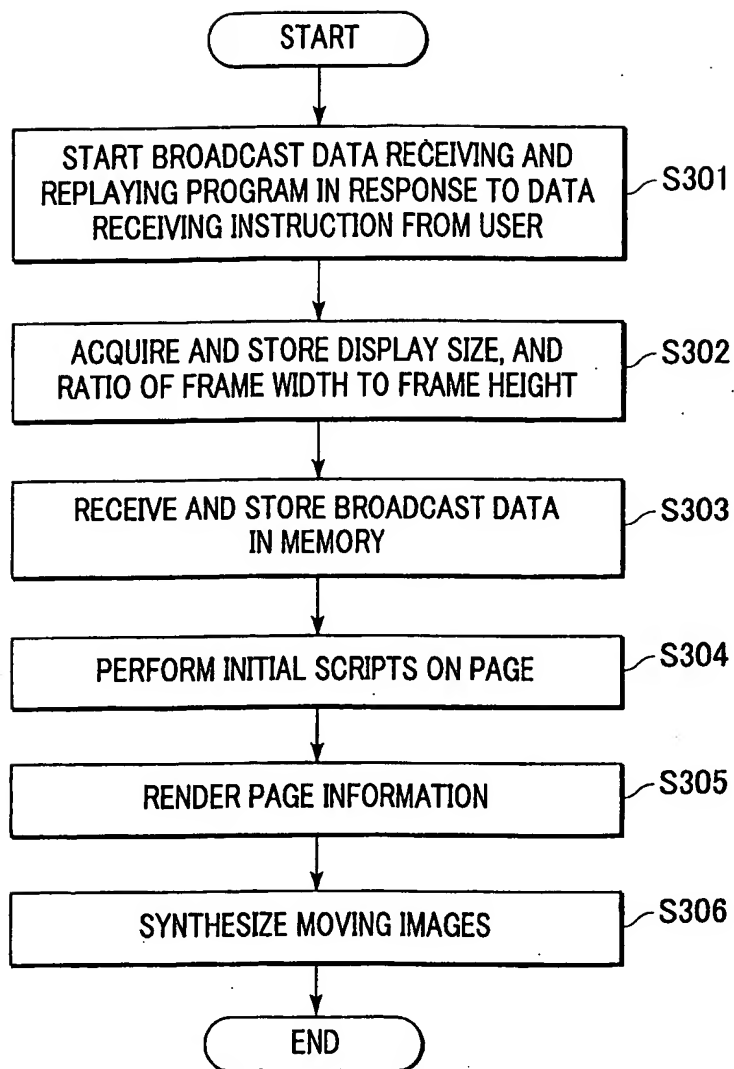 START
START BROADCAST DATA RECEIVING AND
REPLAYING PROGRAM IN RESPONSE TO DATA
RECEIVING INSTRUCTION FROM USER
S301
ACQUIRE AND STORE DISPLAY SIZE, AND
RATIO OF FRAME WIDTH TO FRAME HEIGHT
S302
RECEIVE AND STORE BROADCAST DATA
IN MEMORY
S303
PERFORM INITIAL SCRIPTS ON PAGE
S304
RENDER PAGE INFORMATION
S305
SYNTHESIZE MOVING IMAGES
S306
END